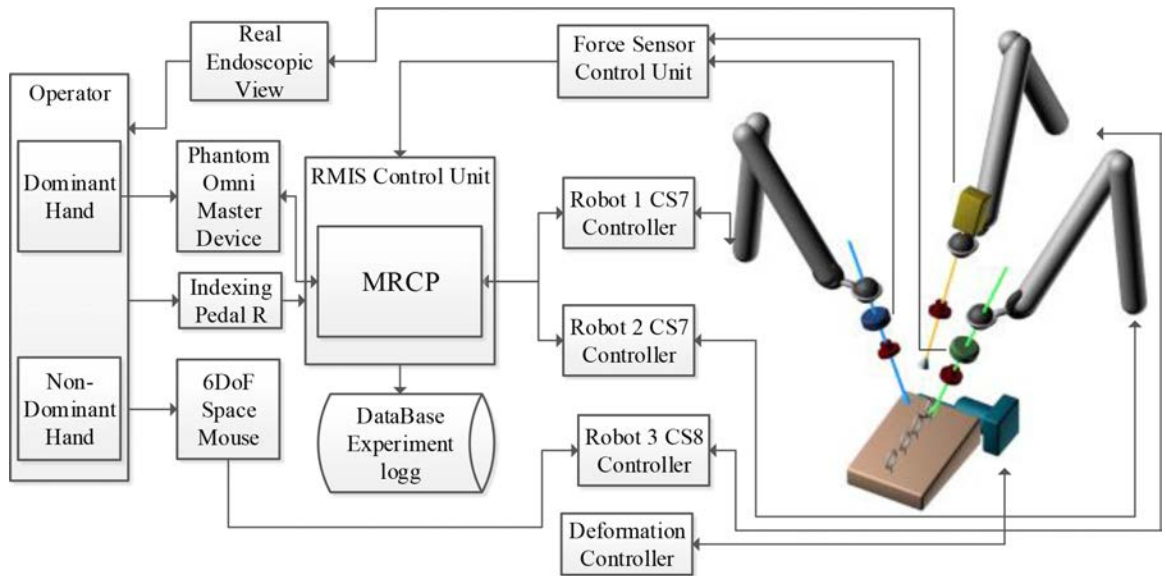 Real
Endoscopic
View
Force Sensor
Control Unit
Operator
Dominant
Hand
Phantom
Omni
Master
Device
RMIS Control Unit
MRCP
Robot 1 CS7
Controller
Indexing
Pedal R
Robot 2 CS7
Controller
Non-
Dominant
Hand
6DoF
Space
Mouse
DataBase
Experiment
logg
Robot 3 CS8
Controller
Deformation
Controller